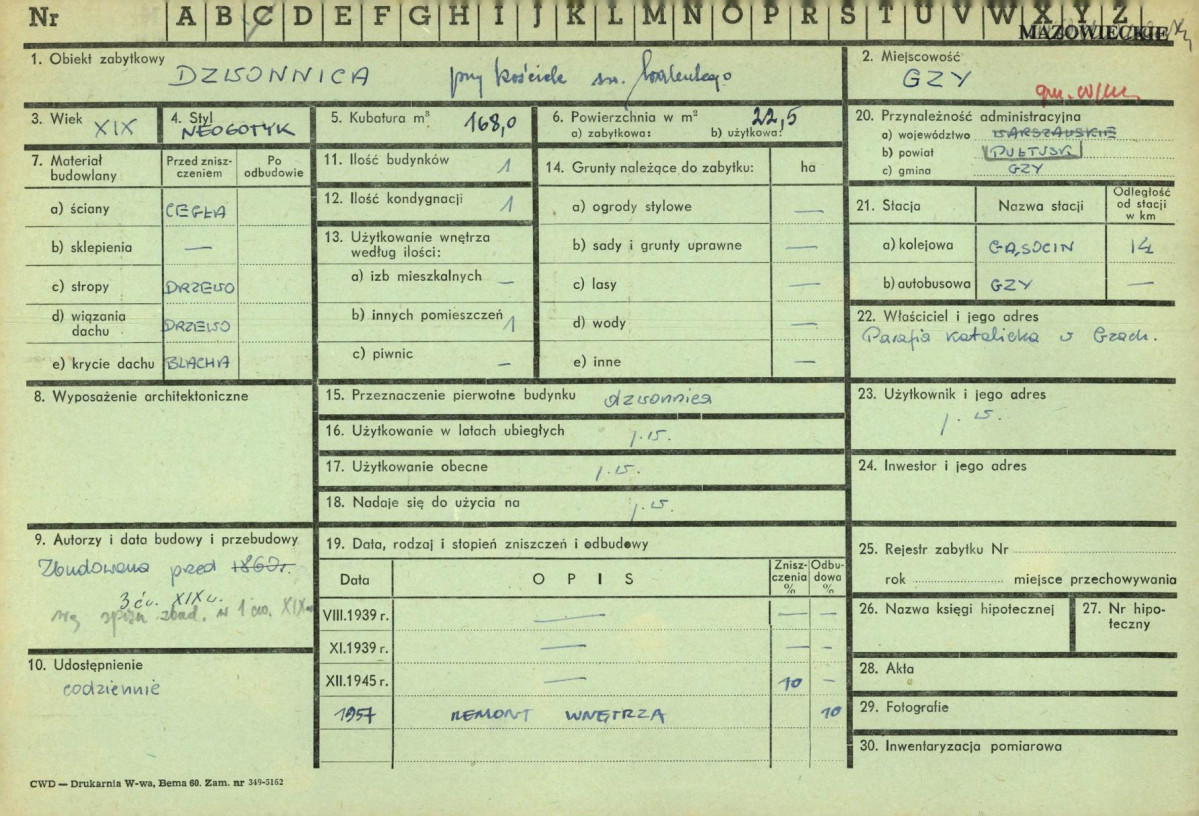 Nr A B C D E F G H I J K L M N O P R S T U V W X Y Z
MAZOWIECKIE
1. Obiekt zabytkowy DZWONNICA przy kościele św. Walentego
2. Miejscowość
GZY
3. Wiek XIX
4. Styl
NEOGOTYK
5. Kubatura m³ 168,0
6. Powierzchnia w m² 22,5
a) zabytkowa: b) użytkowa:
20. Przynależność administracyjna
a) województwo WARSZAWSKIE
b) powiat PUŁTUSK
c) gmina GZY
7. Materiał budowlany
Przed zniszczeniem
Po odbudowie
a) ściany CEGŁA
b) sklepienia —
c) stropy DRZEWO
d) wiązania dachu DRZEWO
e) krycie dachu BLACHA
11. Ilość budynków 1
12. Ilość kondygnacji 1
13. Użytkowanie wnętrza
według ilości:
a) izb mieszkalnych —
b) innych pomieszczeń 1
c) piwnic —
14. Grunty należące do zabytku: ha
a) ogrody stylowe —
b) sady i grunty uprawne —
c) lasy —
d) wody —
e) inne —
21. Stacja Nazwa stacji Odległość od stacji w km
a) kolejowa GĄSOCIN 14
b) autobusowa GZY —
22. Właściciel i jego adres
Parafia katolicka w Gzach.
8. Wyposażenie architektoniczne
15. Przeznaczenie pierwotne budynku dzwonnica
16. Użytkowanie w latach ubiegłych j.w.
17. Użytkowanie obecne j.w.
18. Nadaje się do użycia na j.w.
23. Użytkownik i jego adres
j.w.
24. Inwestor i jego adres
9. Autorzy i data budowy i przebudowy
Zbudowana przed 1860r.
3 ćw. XIX w.
wg spisu zbud. w 1 ćw. XIX w
10. Udostępnienie
codziennie
19. Data, rodzaj i stopień zniszczeń i odbudowy
Data OPIS Zniszczenia % Odbudowa %
VIII.1939 r. — — —
XI.1939 r. — — —
XII.1945 r. — 10 —
1957 REMONT WNĘTRZA 10
25. Rejestr zabytku Nr
rok miejsce przechowywania
26. Nazwa księgi hipotecznej
27. Nr hipoteczny
28. Akta
29. Fotografie
30. Inwentaryzacja pomiarowa
CWD — Drukarnia W-wa, Bema 60. Zam. nr 349-5162